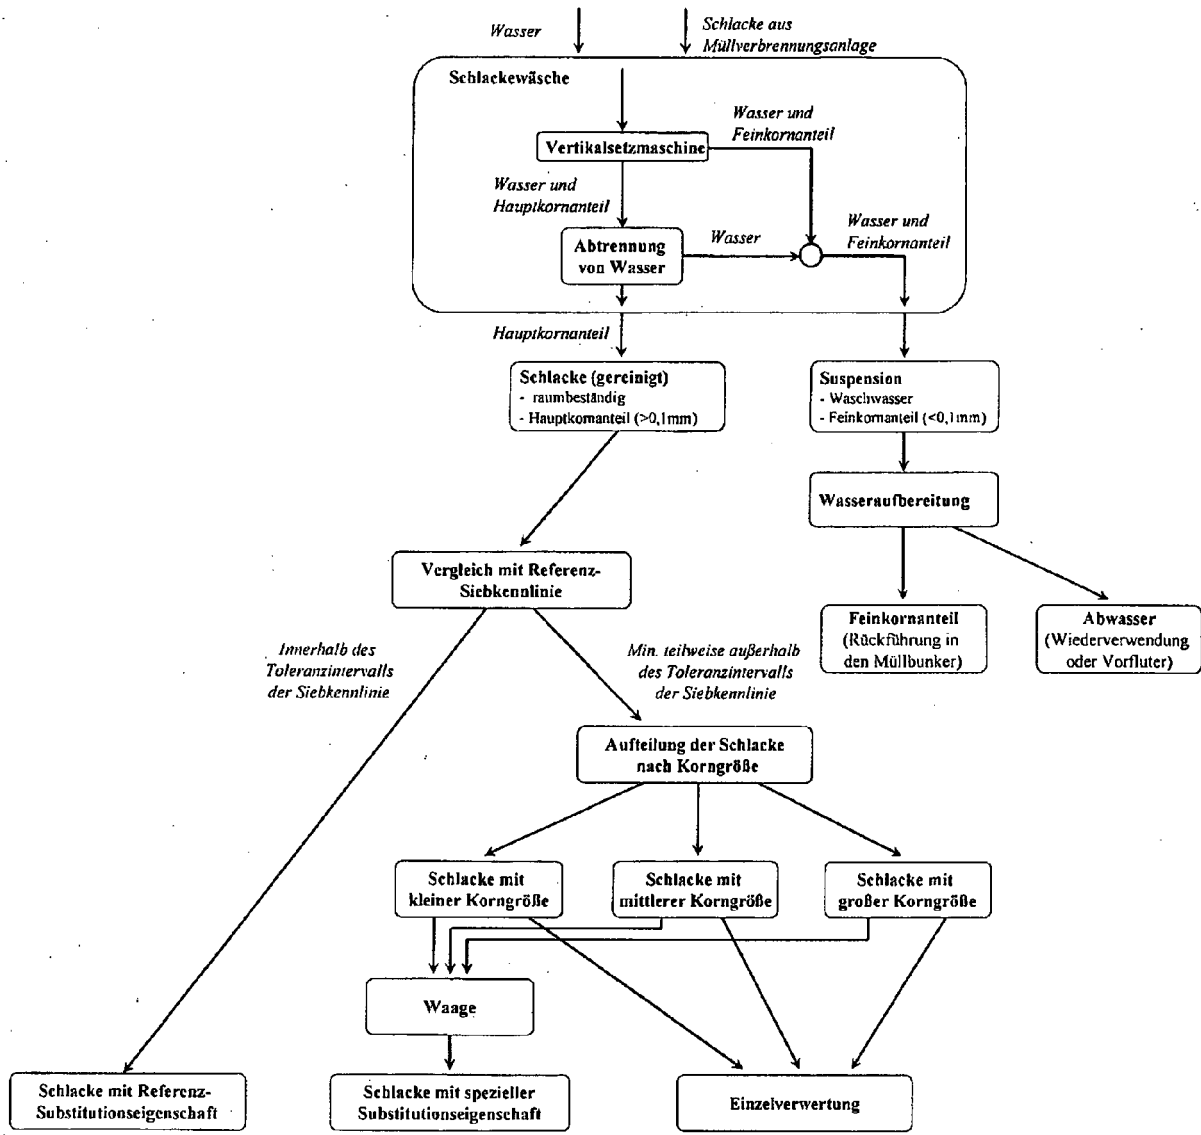 Wasser
Schlacke aus
Müllverbrennungsanlage
Schlackewäsche
Wasser und
Feinkornanteil
Vertikalsetzmaschine
Wasser und
Hauptkornanteil
Wasser und
Feinkornanteil
Abtrennung
von Wasser
Wasser
Hauptkornanteil
Schlacke (gereinigt)
- raumbeständig
- Hauptkornanteil (>0,1mm)
Suspension
- Waschwasser
- Feinkornanteil (<0,1mm)
Wasseraufbereitung
Vergleich mit Referenz-
Siebkennlinie
Feinkornanteil
(Rückführung in
den Müllbunker)
Abwasser
(Wiederverwendung
oder Vorfluter)
Innerhalb des
Toleranzintervalls
der Siebkennlinie
Min. teilweise außerhalb
des Toleranzintervalls
der Siebkennlinie
Aufteilung der Schlacke
nach Korngröße
Schlacke mit
kleiner Korngröße
Schlacke mit
mittlerer Korngröße
Schlacke mit
großer Korngröße
Waage
Schlacke mit Referenz-
Substitutionseigenschaft
Schlacke mit spezieller
Substitutionseigenschaft
Einzelverwertung